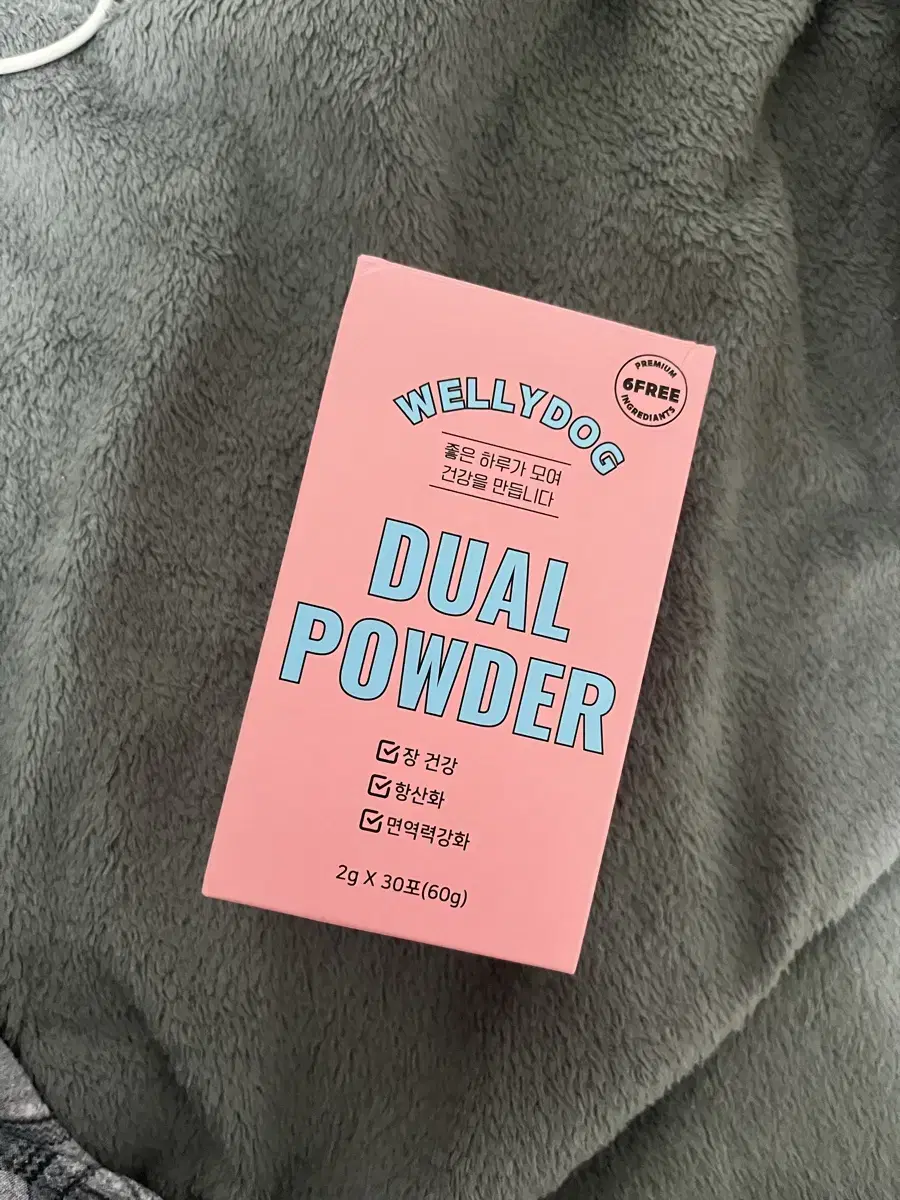 PREMIUM
6FREE
INGREDIANTS
WELLYDOG
좋은 하루가 모여
건강을 만듭니다
DUAL
POWDER
장 건강
항산화
면역력강화
2g X 30포(60g)